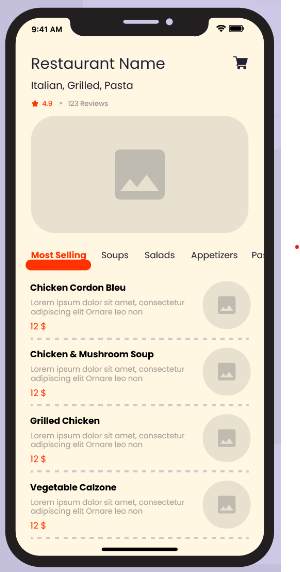 9:41 AM
Restaurant Name
Italian, Grilled, Pasta
4.9 • 123 Reviews
Most Selling Soups Salads Appetizers Pas
Chicken Cordon Bleu
Lorem ipsum dolor sit amet, consectetur
adipiscing elit Ornare leo non
12 $
Chicken & Mushroom Soup
Lorem ipsum dolor sit amet, consectetur
adipiscing elit Ornare leo non
12 $
Grilled Chicken
Lorem ipsum dolor sit amet, consectetur
adipiscing elit Ornare leo non
12 $
Vegetable Calzone
Lorem ipsum dolor sit amet, consectetur
adipiscing elit Ornare leo non
12 $